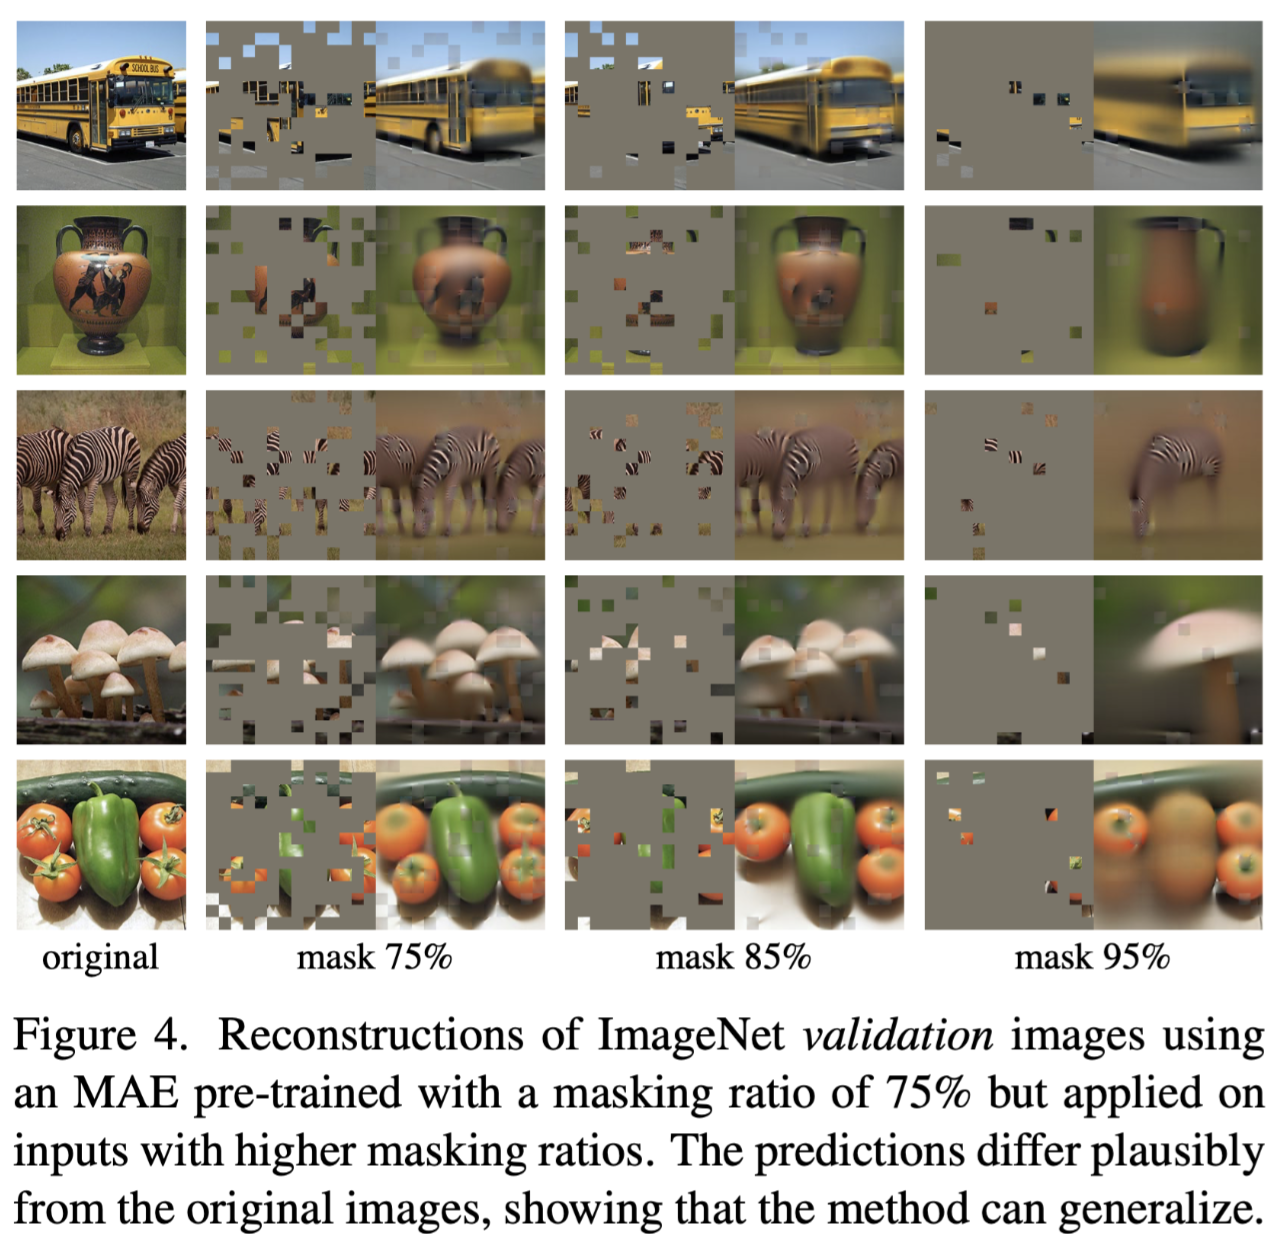 SCHOOL BUS
original
mask 75%
mask 85%
mask 95%
Figure 4. Reconstructions of ImageNet validation images using
an MAE pre-trained with a masking ratio of 75% but applied on
inputs with higher masking ratios. The predictions differ plausibly
from the original images, showing that the method can generalize.